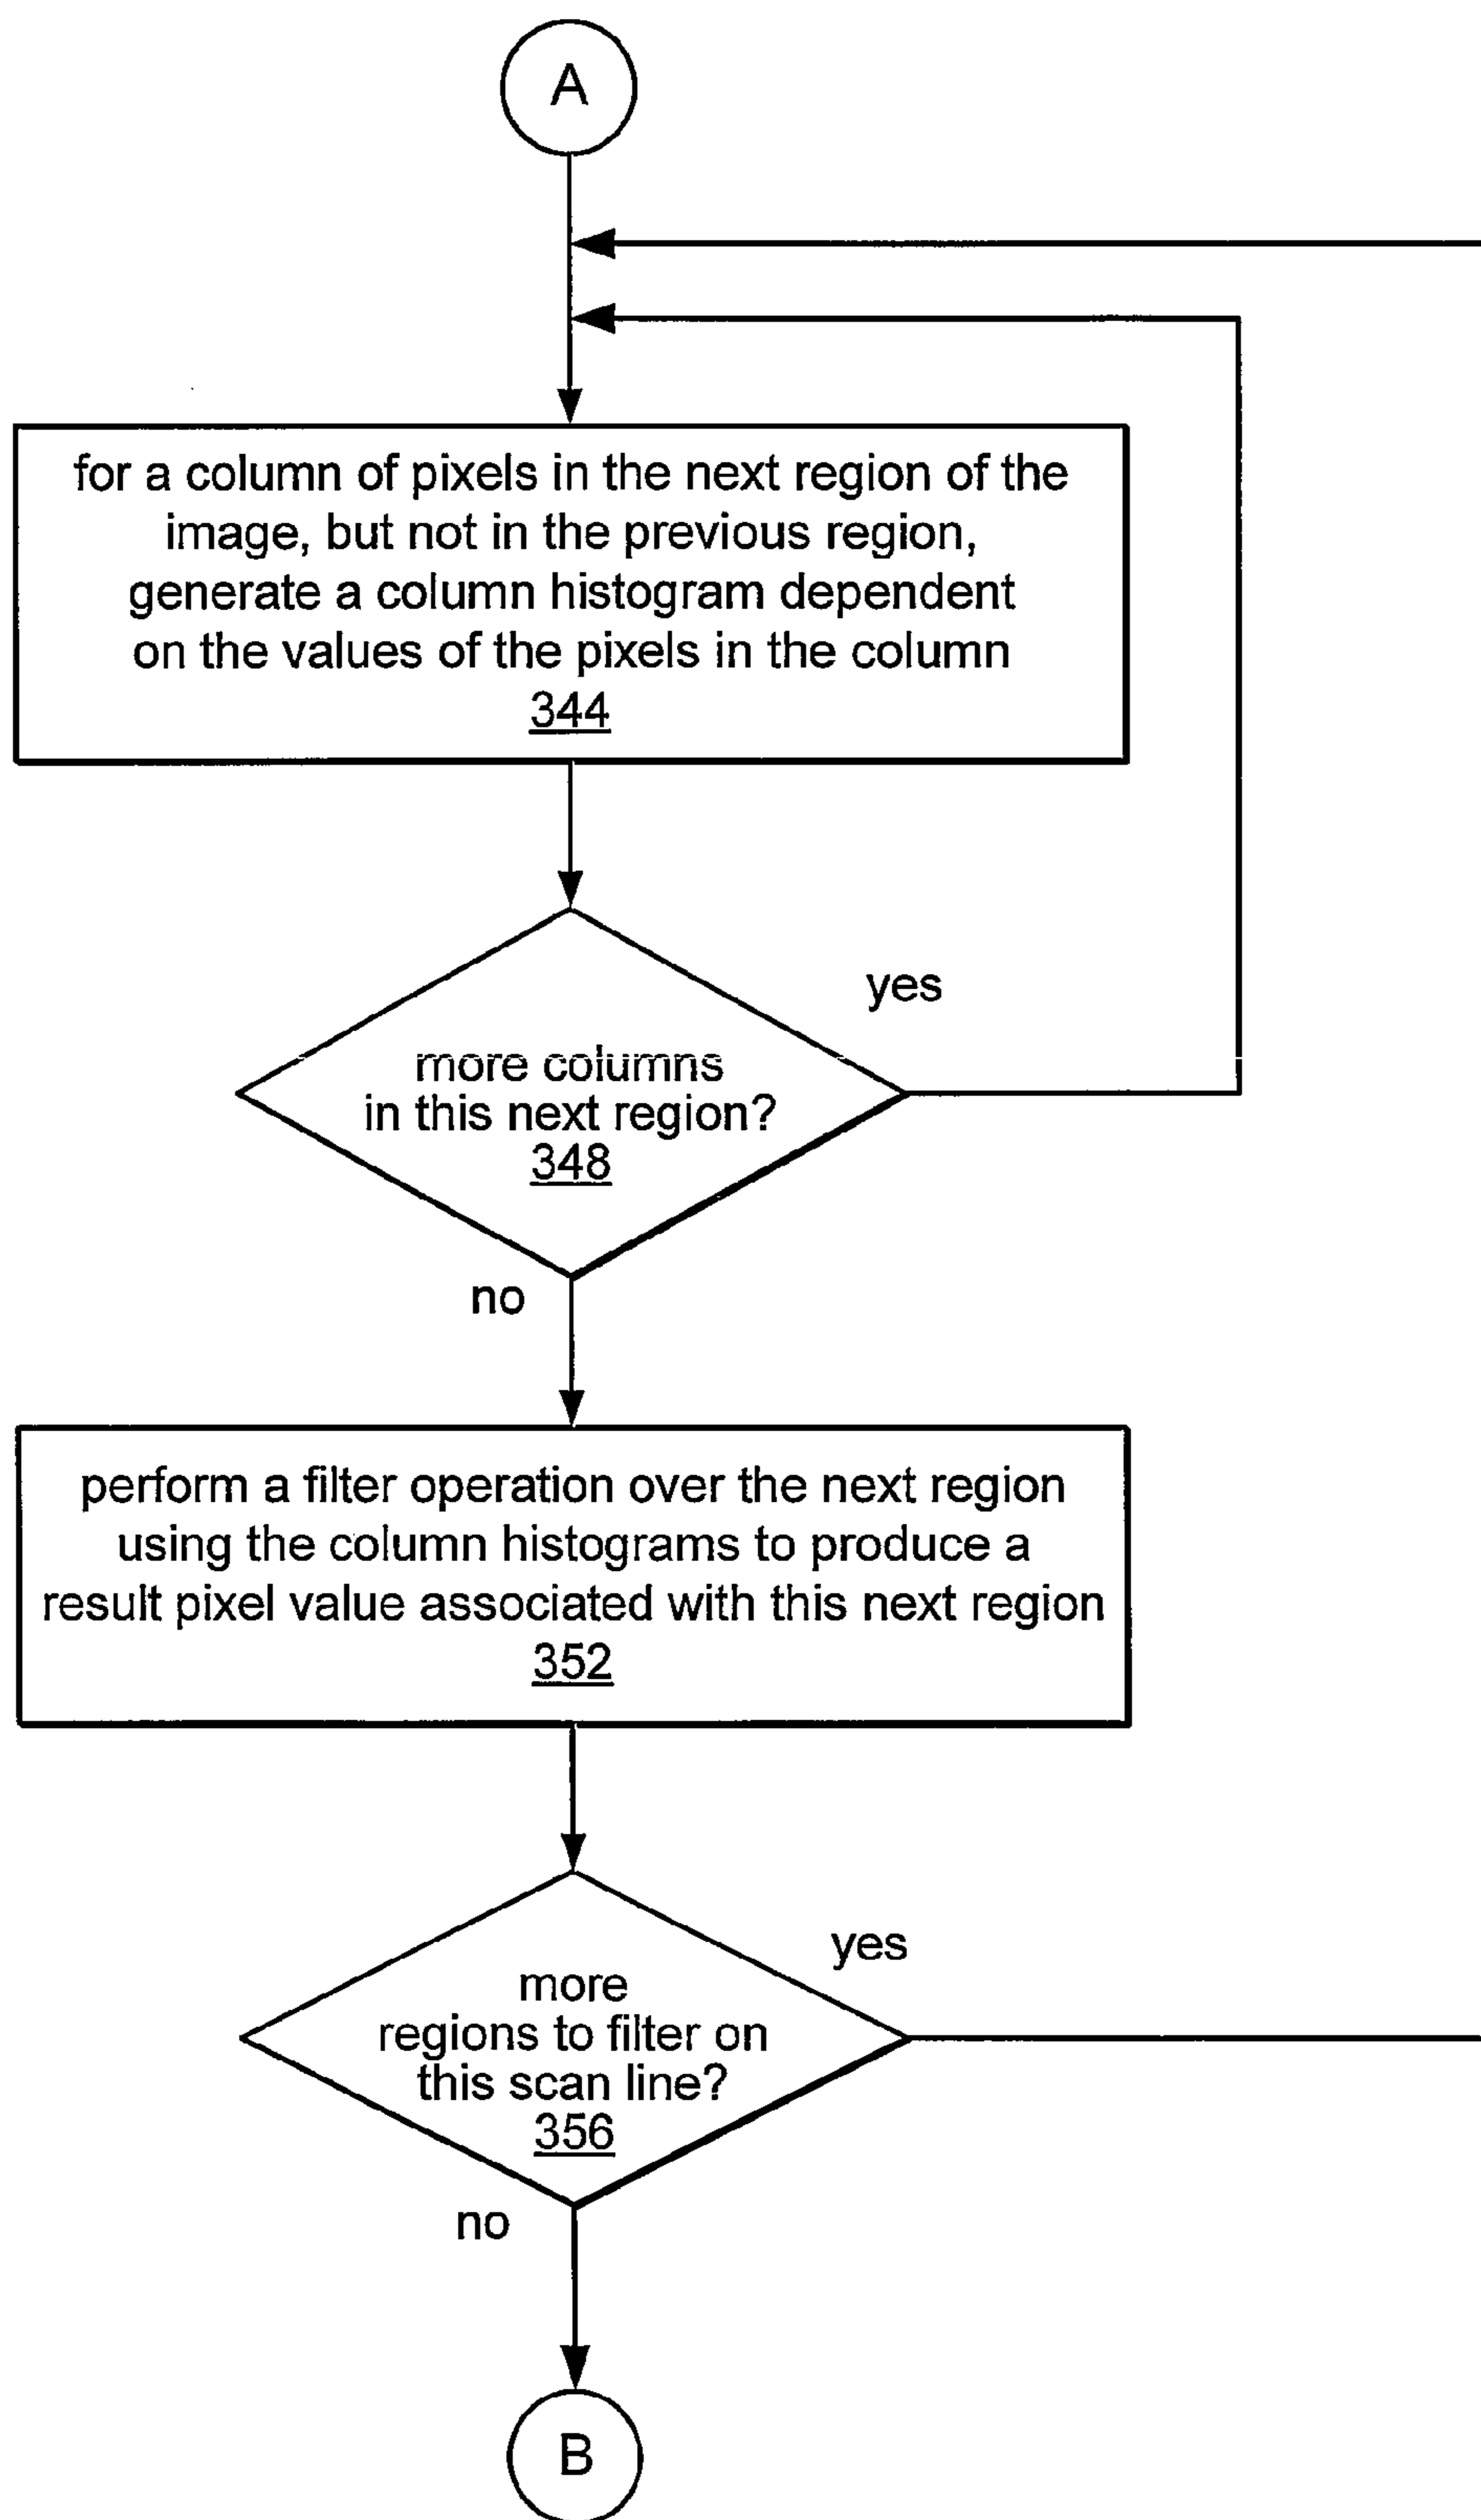 A
for a column of pixels in the next region of the
image, but not in the previous region,
generate a column histogram dependent
on the values of the pixels in the column
344
yes
more columns
in this next region?
348
no
perform a filter operation over the next region
using the column histograms to produce a
result pixel value associated with this next region
352
yes
more
regions to filter on
this scan line?
356
no
B